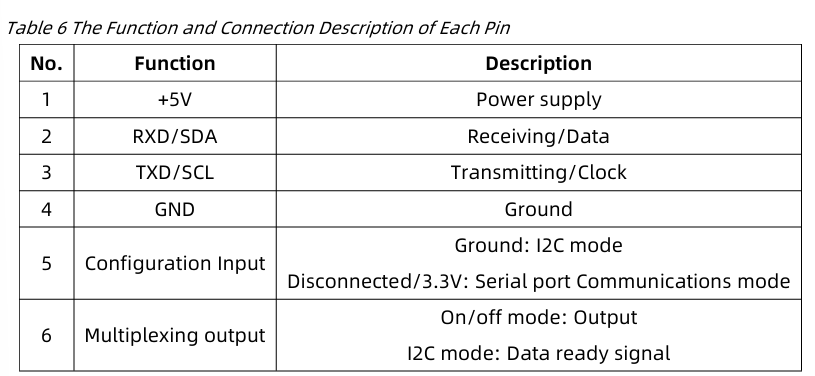 Table 6 The Function and Connection Description of Each Pin
No. Function Description
1 +5V Power supply
2 RXD/SDA Receiving/Data
3 TXD/SCL Transmitting/Clock
4 GND Ground
5 Configuration Input Ground: I2C mode
Disconnected/3.3V: Serial port Communications mode
6 Multiplexing output On/off mode: Output
I2C mode: Data ready signal